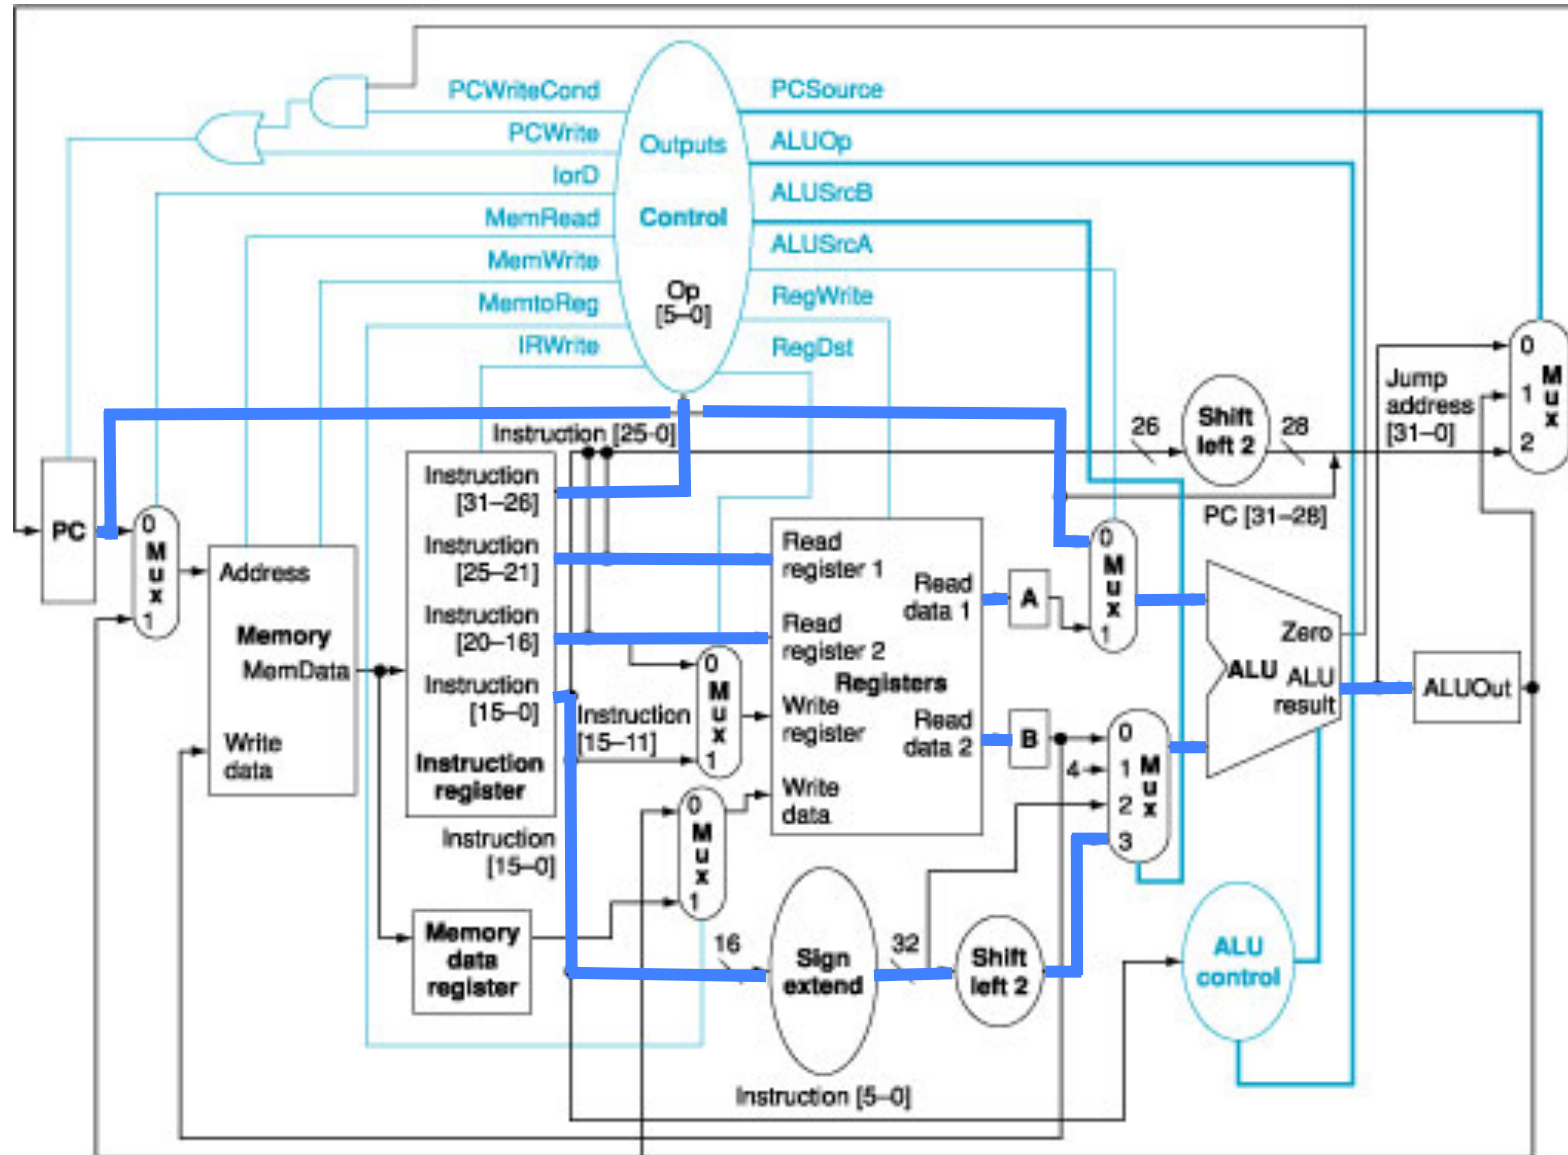 PCWriteCond
PCWrite
IorD
MemRead
MemWrite
MemtoReg
IRWrite
Outputs
Control
Op
[5–0]
PCSource
ALUOp
ALUSrcB
ALUSrcA
RegWrite
RegDst
PC
0
M
u
x
1
Address
Memory
MemData
Write
data
Instruction [25-0]
Instruction
[31–26]
Instruction
[25–21]
Instruction
[20–16]
Instruction
[15–0]
Instruction
register
Instruction
[15–0]
Memory
data
register
Instruction
[15–11]
0
M
u
x
1
0
M
u
x
1
Read
register 1
Read
register 2
Registers
Write
register
Write
data
Read
data 1
Read
data 2
A
B
16
Sign
extend
32
Shift
left 2
Instruction [5–0]
26
Shift
left 2
28
Jump
address
[31–0]
PC [31–28]
0
M
u
x
1
4
0
1
2
3
M
u
x
Zero
ALU
ALU
result
ALUOut
ALU
control
0
1
2
M
u
x